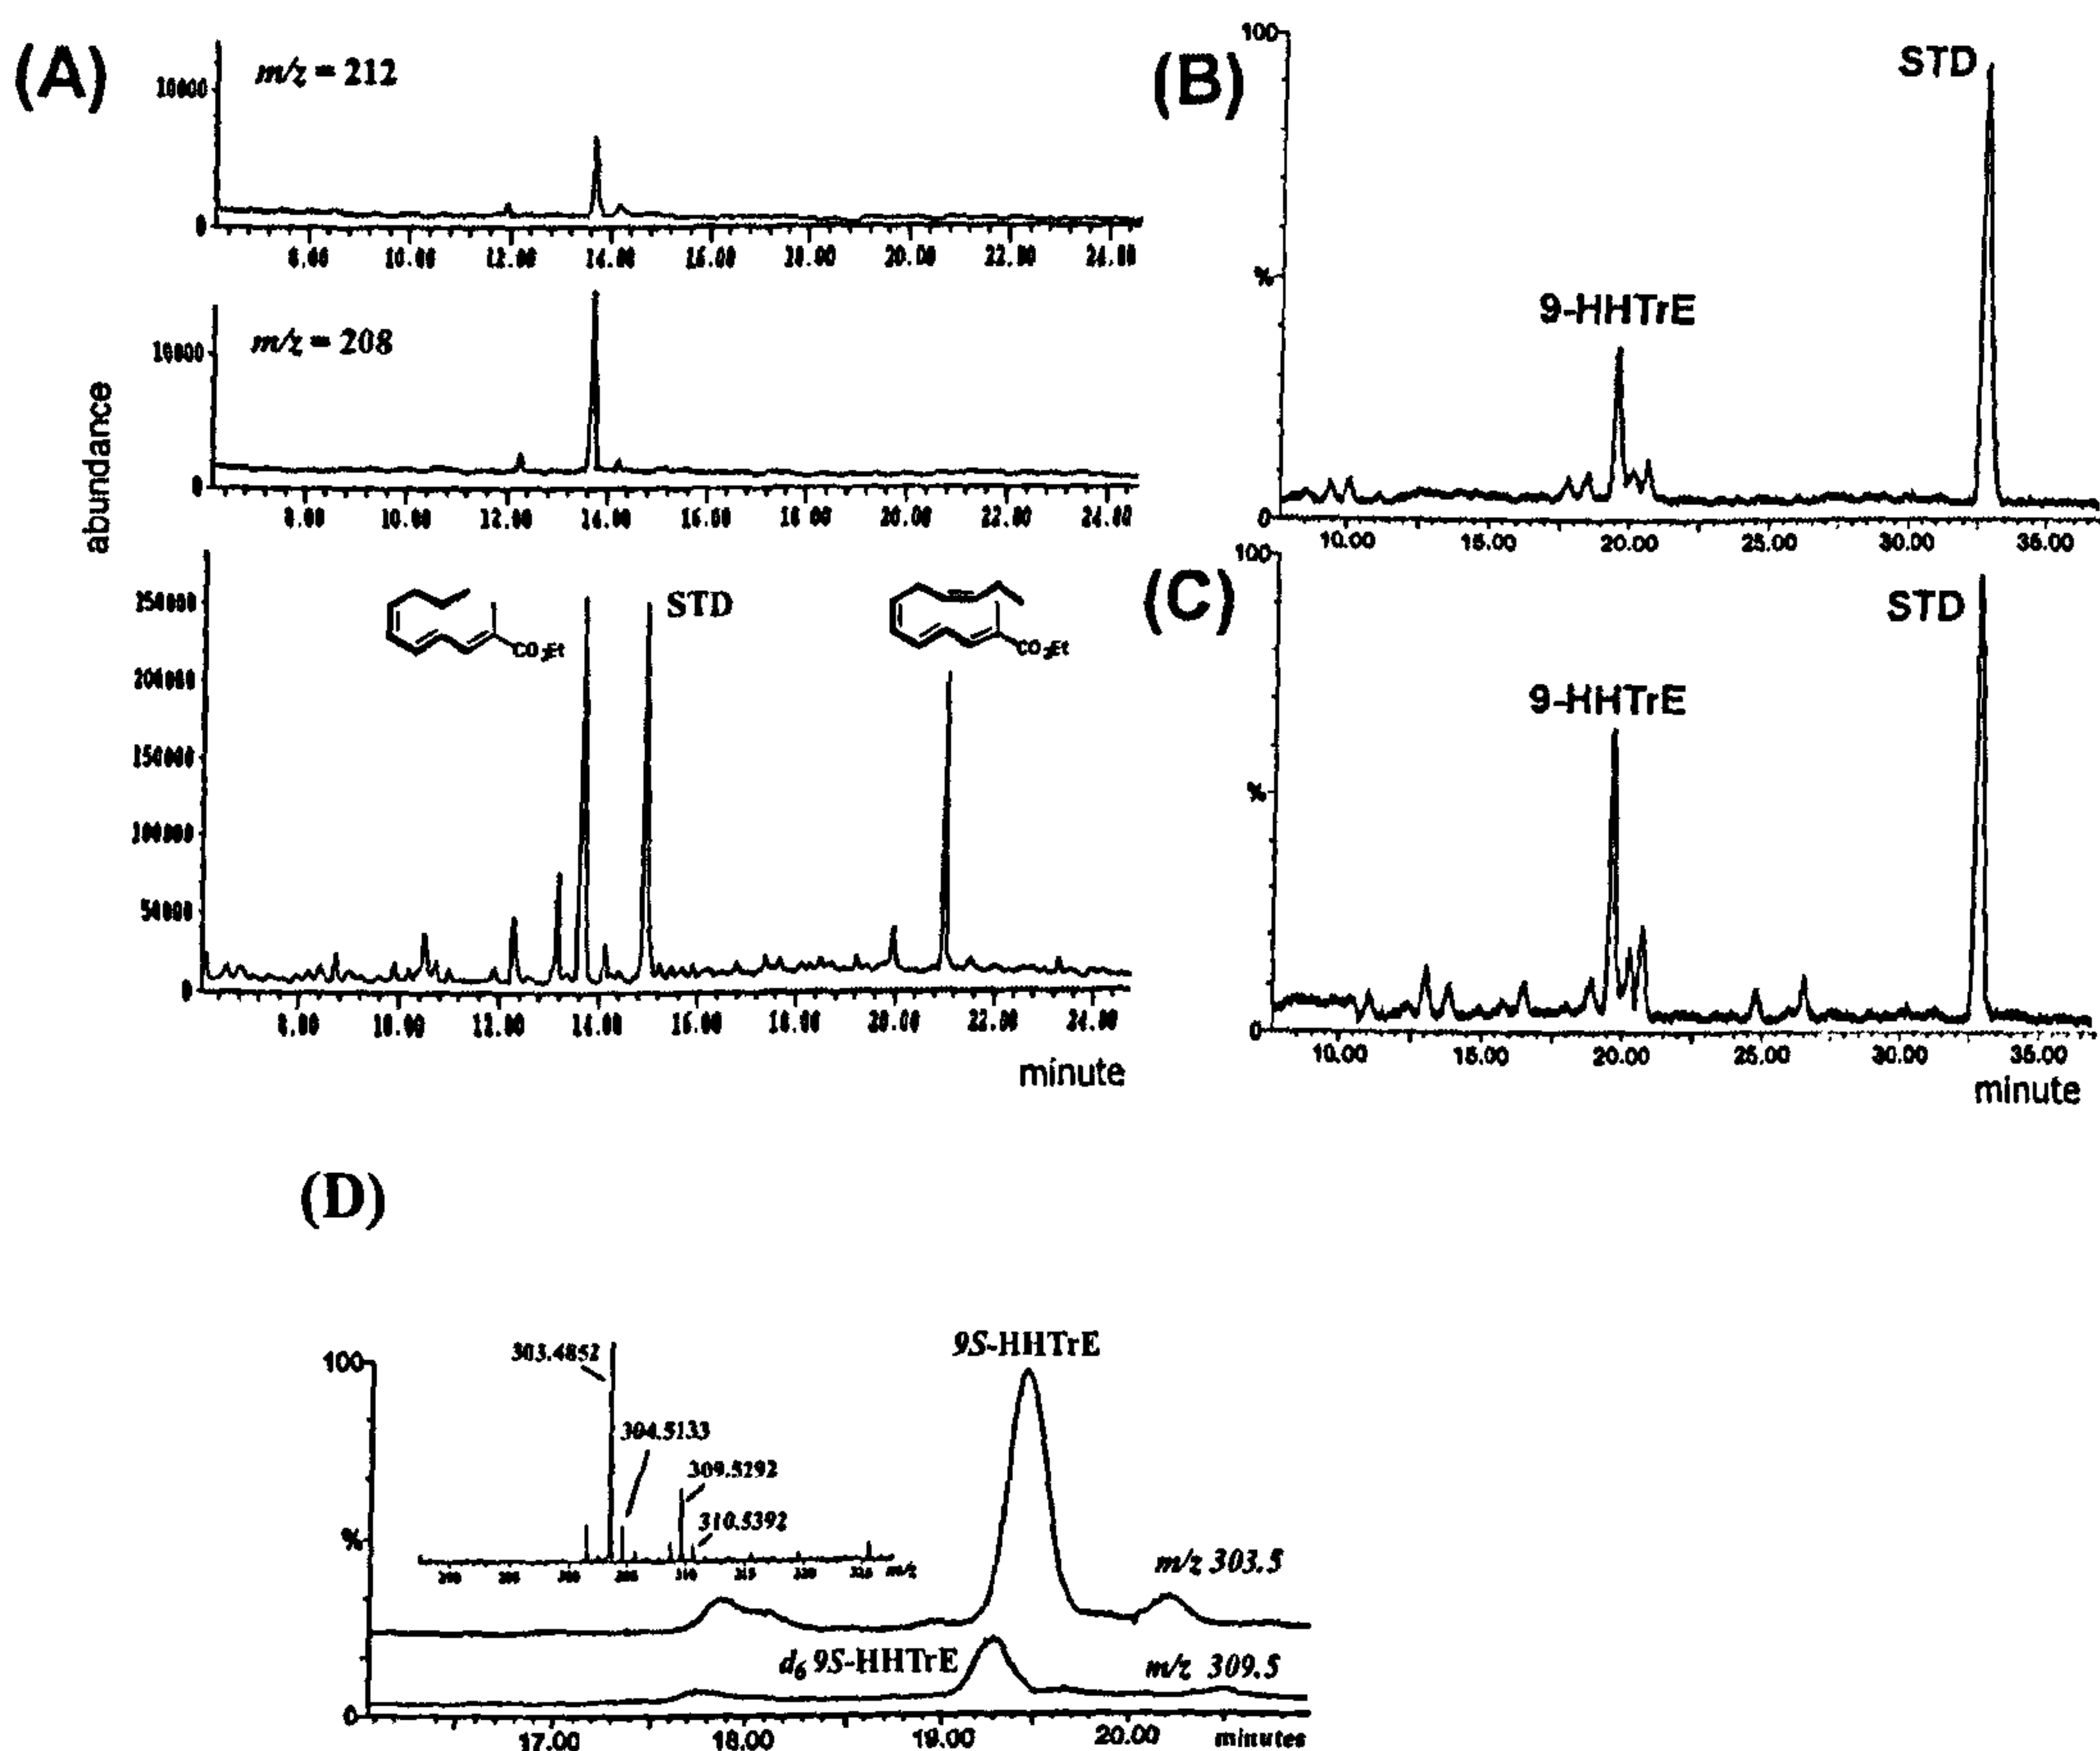 (A)
m/z = 212
10000
0
8.00 10.00 12.00 14.00 16.00 18.00 20.00 22.00 24.00
m/z = 208
10000
0
8.00 10.00 12.00 14.00 16.00 18.00 20.00 22.00 24.00
abundance
250000
200000
150000
100000
50000
0
CO2Et
STD
CO2Et
8.00 10.00 12.00 14.00 16.00 18.00 20.00 22.00 24.00
minute
(B)
100
%
0
9-HHTrE
STD
10.00 15.00 20.00 25.00 30.00 35.00
(C)
100
%
0
9-HHTrE
STD
10.00 15.00 20.00 25.00 30.00 35.00
minute
(D)
100
%
0
303.4852
304.5133
309.5292
310.5392
300 310 m/z
9S-HHTrE
m/z 303.5
d6 9S-HHTrE
m/z 309.5
17.00 18.00 19.00 20.00 minutes